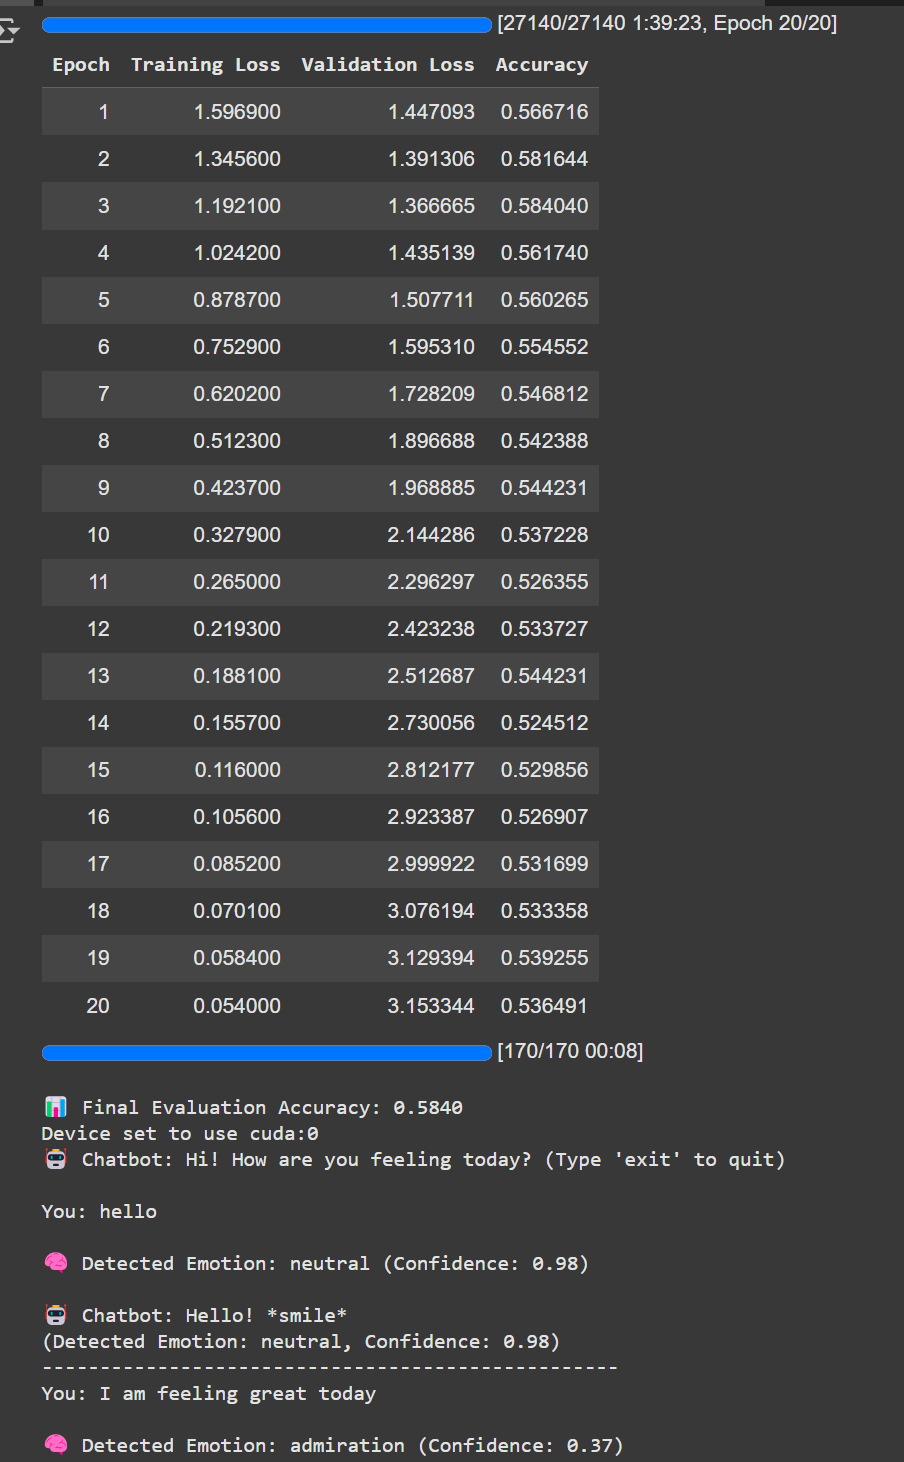 [27140/27140 1:39:23, Epoch 20/20]
Epoch Training Loss Validation Loss Accuracy
1 1.596900 1.447093 0.566716
2 1.345600 1.391306 0.581644
3 1.192100 1.366665 0.584040
4 1.024200 1.435139 0.561740
5 0.878700 1.507711 0.560265
6 0.752900 1.595310 0.554552
7 0.620200 1.728209 0.546812
8 0.512300 1.896688 0.542388
9 0.423700 1.968885 0.544231
10 0.327900 2.144286 0.537228
11 0.265000 2.296297 0.526355
12 0.219300 2.423238 0.533727
13 0.188100 2.512687 0.544231
14 0.155700 2.730056 0.524512
15 0.116000 2.812177 0.529856
16 0.105600 2.923387 0.526907
17 0.085200 2.999922 0.531699
18 0.070100 3.076194 0.533358
19 0.058400 3.129394 0.539255
20 0.054000 3.153344 0.536491
[170/170 00:08]
📊 Final Evaluation Accuracy: 0.5840
Device set to use cuda:0
🤖 Chatbot: Hi! How are you feeling today? (Type 'exit' to quit)
You: hello
🧠 Detected Emotion: neutral (Confidence: 0.98)
🤖 Chatbot: Hello! *smile*
(Detected Emotion: neutral, Confidence: 0.98)
--------------------------------------------------
You: I am feeling great today
🧠 Detected Emotion: admiration (Confidence: 0.37)